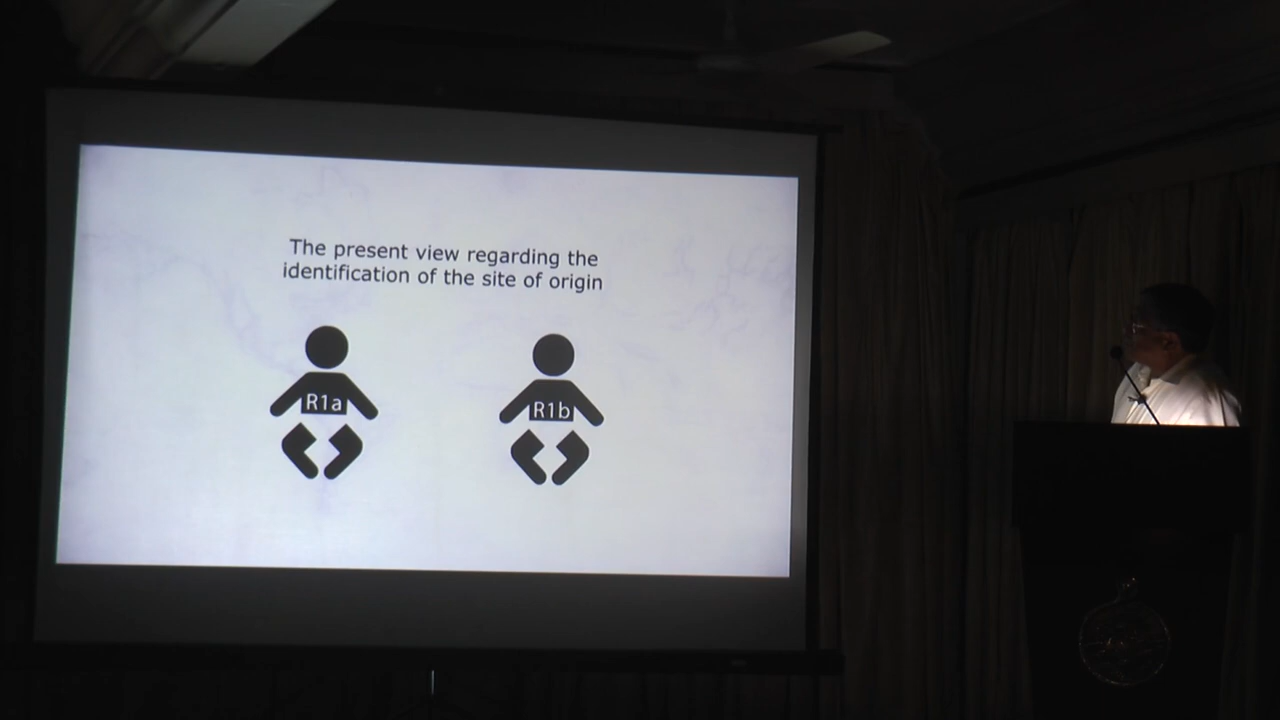 The present view regarding the
identification of the site of origin
R1a
R1b